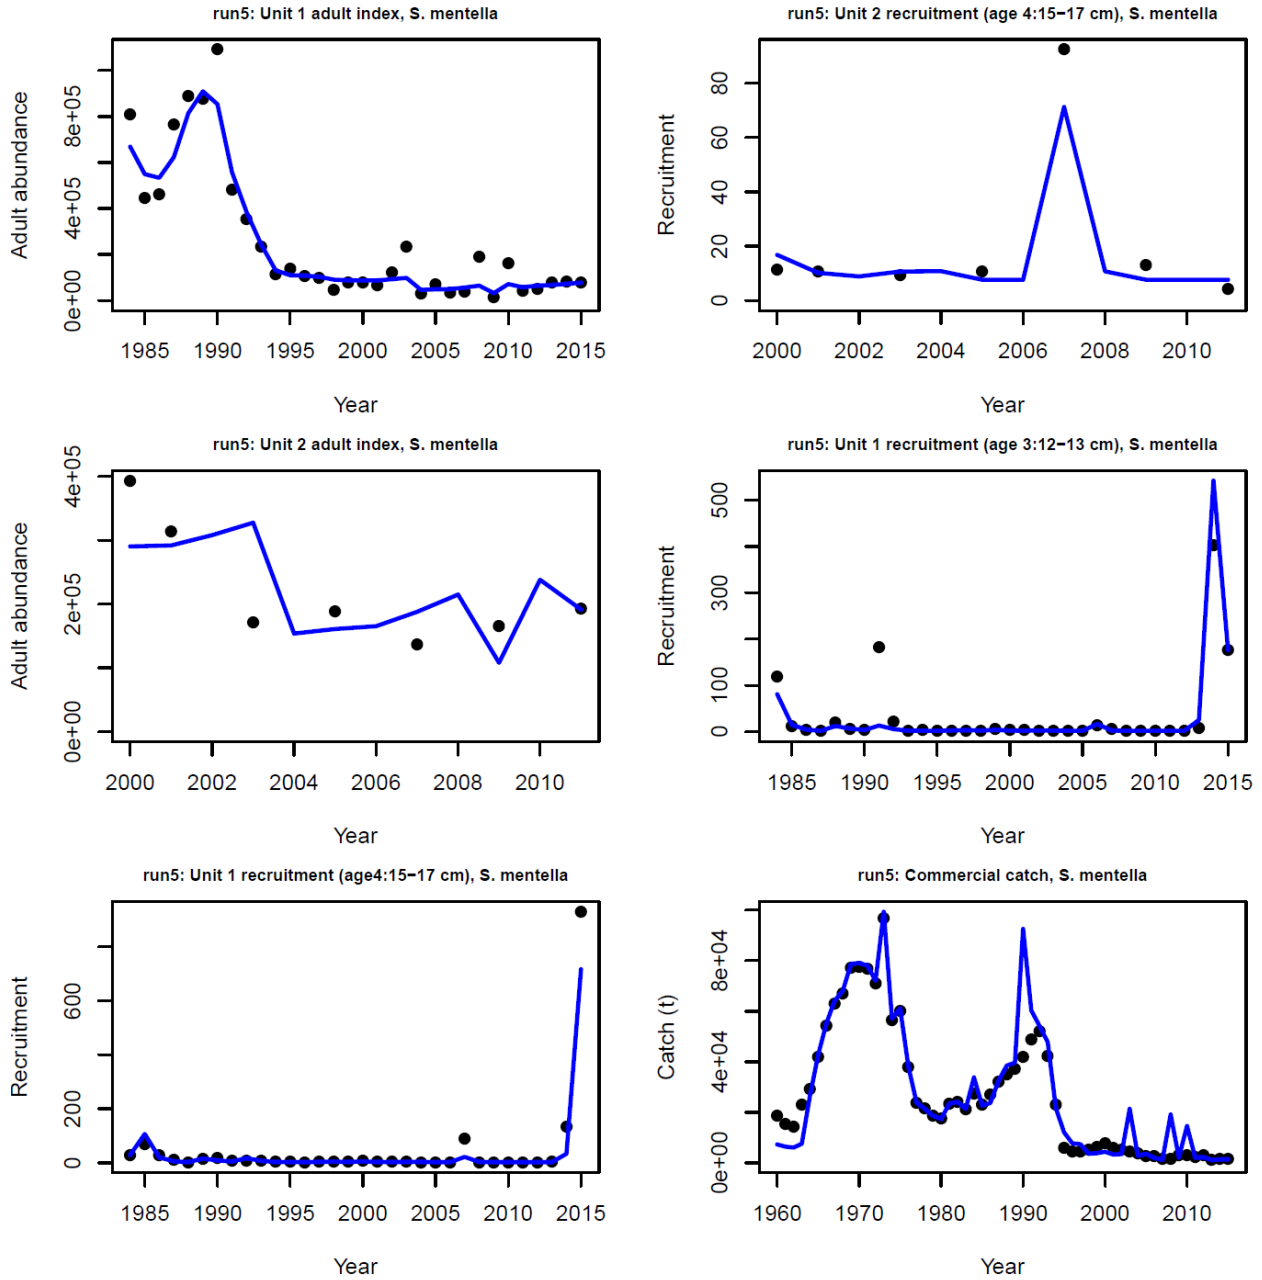 run5: Unit 1 adult index, S. mentella
Adult abundance
0e+00 4e+05 8e+05
1985 1990 1995 2000 2005 2010 2015
Year
run5: Unit 2 recruitment (age 4:15−17 cm), S. mentella
Recruitment
0 20 40 60 80
2000 2002 2004 2006 2008 2010
Year
run5: Unit 2 adult index, S. mentella
Adult abundance
0e+00 2e+05 4e+05
2000 2002 2004 2006 2008 2010
Year
run5: Unit 1 recruitment (age 3:12−13 cm), S. mentella
Recruitment
0 100 300 500
1985 1990 1995 2000 2005 2010 2015
Year
run5: Unit 1 recruitment (age4:15−17 cm), S. mentella
Recruitment
0 200 600
1985 1990 1995 2000 2005 2010 2015
Year
run5: Commercial catch, S. mentella
Catch (t)
0e+00 4e+04 8e+04
1960 1970 1980 1990 2000 2010
Year